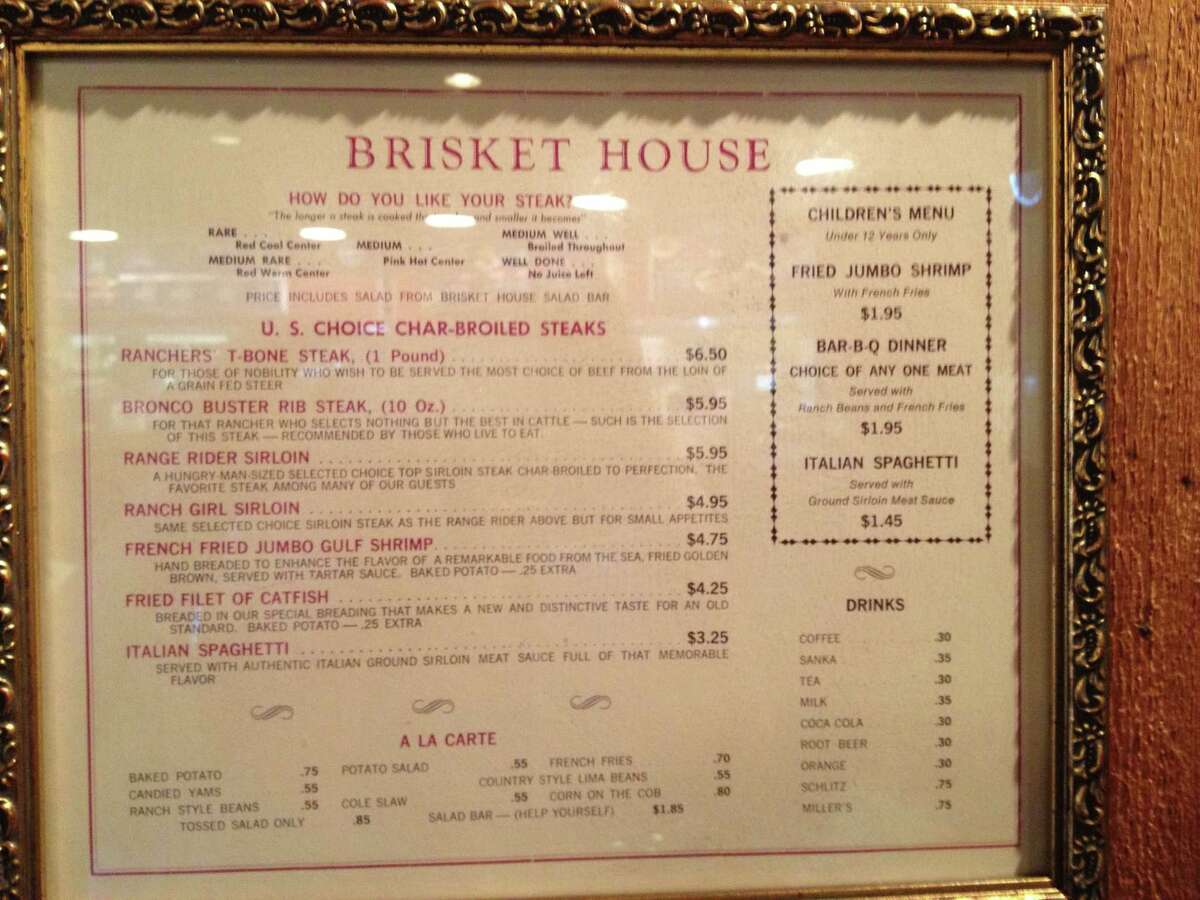 BRISKET HOUSE
HOW DO YOU LIKE YOUR STEAK?
"The longer a steak is cooked the and smaller it becomes"
RARE . . .
Red Cool Center
MEDIUM RARE . . .
Red Warm Center
MEDIUM . . .
Pink Hot Center
MEDIUM WELL . . .
Broiled Throughout
WELL DONE . . .
No Juice Left
PRICE INCLUDES SALAD FROM BRISKET HOUSE SALAD BAR
U. S. CHOICE CHAR-BROILED STEAKS
RANCHERS' T-BONE STEAK, (1 Pound) $6.50
FOR THOSE OF NOBILITY WHO WISH TO BE SERVED THE MOST CHOICE OF BEEF FROM THE LOIN OF
A GRAIN FED STEER
BRONCO BUSTER RIB STEAK, (10 Oz.) $5.95
FOR THAT RANCHER WHO SELECTS NOTHING BUT THE BEST IN CATTLE — SUCH IS THE SELECTION
OF THIS STEAK — RECOMMENDED BY THOSE WHO LIVE TO EAT.
RANGE RIDER SIRLOIN $5.95
A HUNGRY-MAN-SIZED SELECTED CHOICE TOP SIRLOIN STEAK CHAR-BROILED TO PERFECTION. THE
FAVORITE STEAK AMONG MANY OF OUR GUESTS
RANCH GIRL SIRLOIN $4.95
SAME SELECTED CHOICE SIRLOIN STEAK AS THE RANGE RIDER ABOVE BUT FOR SMALL APPETITES
FRENCH FRIED JUMBO GULF SHRIMP $4.75
HAND BREADED TO ENHANCE THE FLAVOR OF A REMARKABLE FOOD FROM THE SEA, FRIED GOLDEN
BROWN, SERVED WITH TARTAR SAUCE. BAKED POTATO — .25 EXTRA
FRIED FILET OF CATFISH $4.25
BREADED IN OUR SPECIAL BREADING THAT MAKES A NEW AND DISTINCTIVE TASTE FOR AN OLD
STANDARD. BAKED POTATO — .25 EXTRA
ITALIAN SPAGHETTI $3.25
SERVED WITH AUTHENTIC ITALIAN GROUND SIRLOIN MEAT SAUCE FULL OF THAT MEMORABLE
FLAVOR
A LA CARTE
BAKED POTATO .75
CANDIED YAMS .55
RANCH STYLE BEANS .55
TOSSED SALAD ONLY .85
POTATO SALAD .55
COUNTRY STYLE LIMA BEANS .55
COLE SLAW .55
SALAD BAR — (HELP YOURSELF) $1.85
FRENCH FRIES .70
CORN ON THE COB .80
CHILDREN'S MENU
Under 12 Years Only
FRIED JUMBO SHRIMP
With French Fries
$1.95
BAR-B-Q DINNER
CHOICE OF ANY ONE MEAT
Served with
Ranch Beans and French Fries
$1.95
ITALIAN SPAGHETTI
Served with
Ground Sirloin Meat Sauce
$1.45
DRINKS
COFFEE .30
SANKA .35
TEA .30
MILK .35
COCA COLA .30
ROOT BEER .30
ORANGE .30
SCHLITZ .75
MILLER'S .75